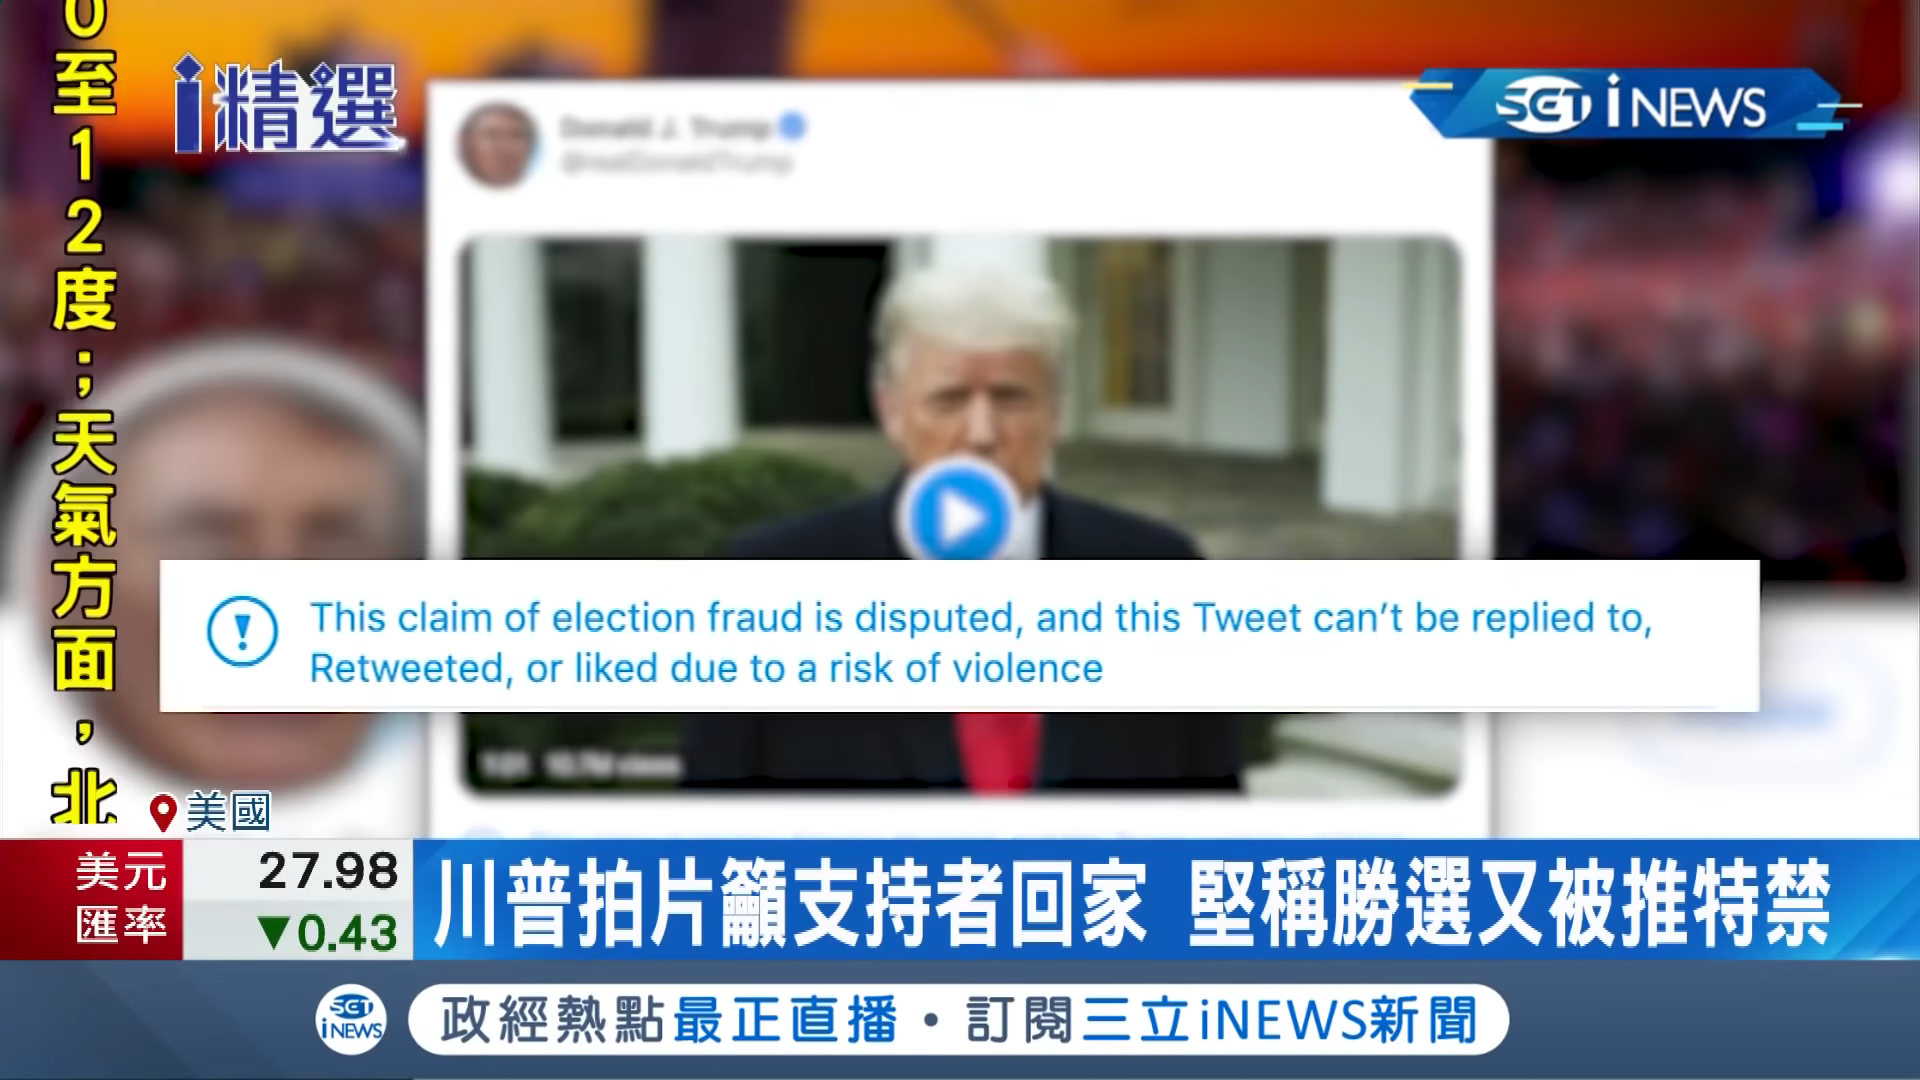 0至12度；天氣方面，北
i精選
SET iNEWS
Donald J. Trump
@realDonaldTrump
This claim of election fraud is disputed, and this Tweet can't be replied to,
Retweeted, or liked due to a risk of violence
美國
美元
匯率
27.98
▼0.43
川普拍片籲支持者回家 堅稱勝選又被推特禁
SET iNEWS
政經熱點最正直播・訂閱三立iNEWS新聞